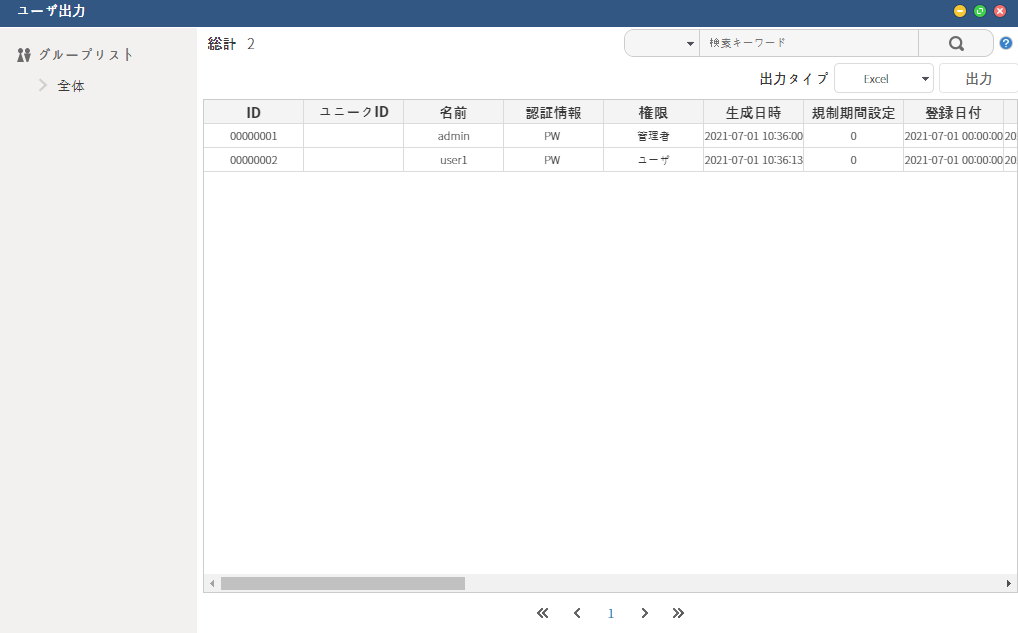 ユーザ出力
グループリスト
全体
総計 2
検索キーワード
出力タイプ Excel 出力
ID ユニークID 名前 認証情報 権限 生成日時 規制期間設定 登録日付
00000001 admin PW 管理者 2021-07-01 10:36:00 0 2021-07-01 00:00:00 20
00000002 user1 PW ユーザ 2021-07-01 10:36:13 0 2021-07-01 00:00:00 20
1